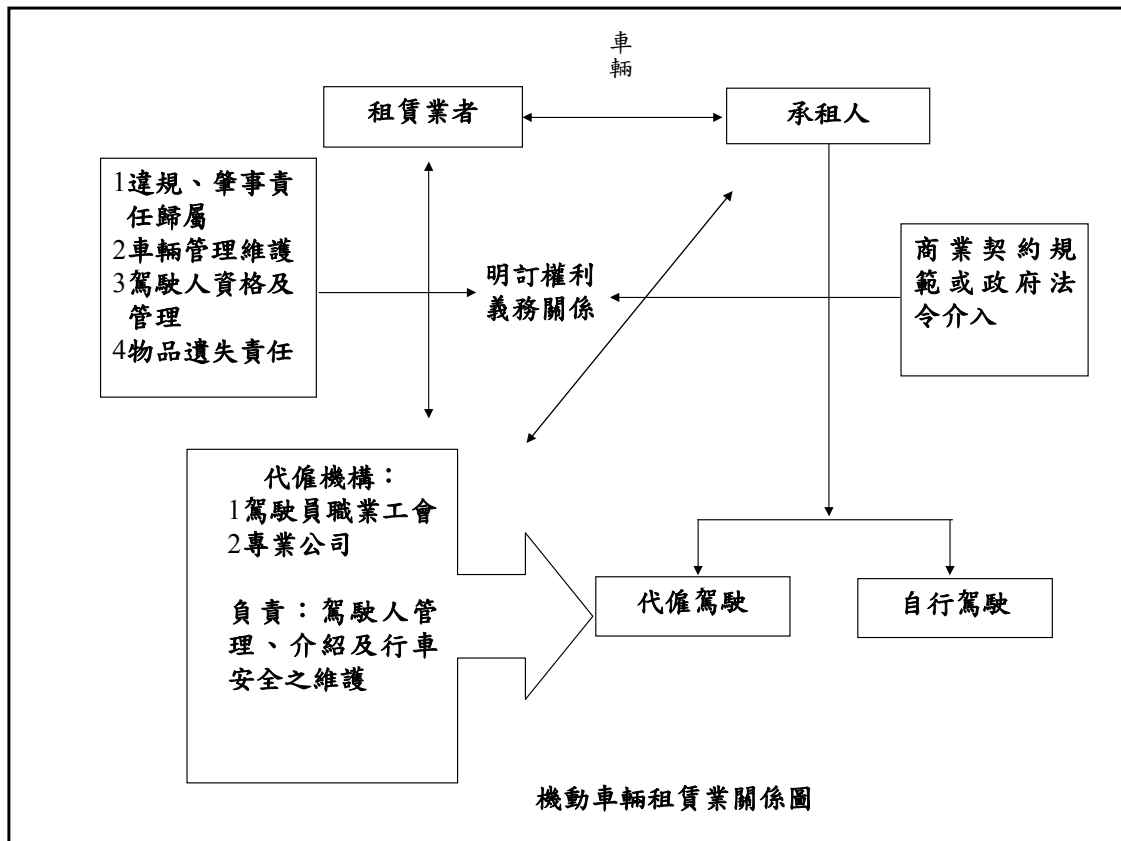 車
輛
租賃業者
承租人
1違規、肇事責
任歸屬
2車輛管理維護
3駕駛人資格及
管理
4物品遺失責任
明訂權利
義務關係
商業契約規
範或政府法
令介入
代僱機構：
1駕駛員職業工會
2專業公司
負責：駕駛人管
理、介紹及行車
安全之維護
代僱駕駛
自行駕駛
機動車輛租賃業關係圖